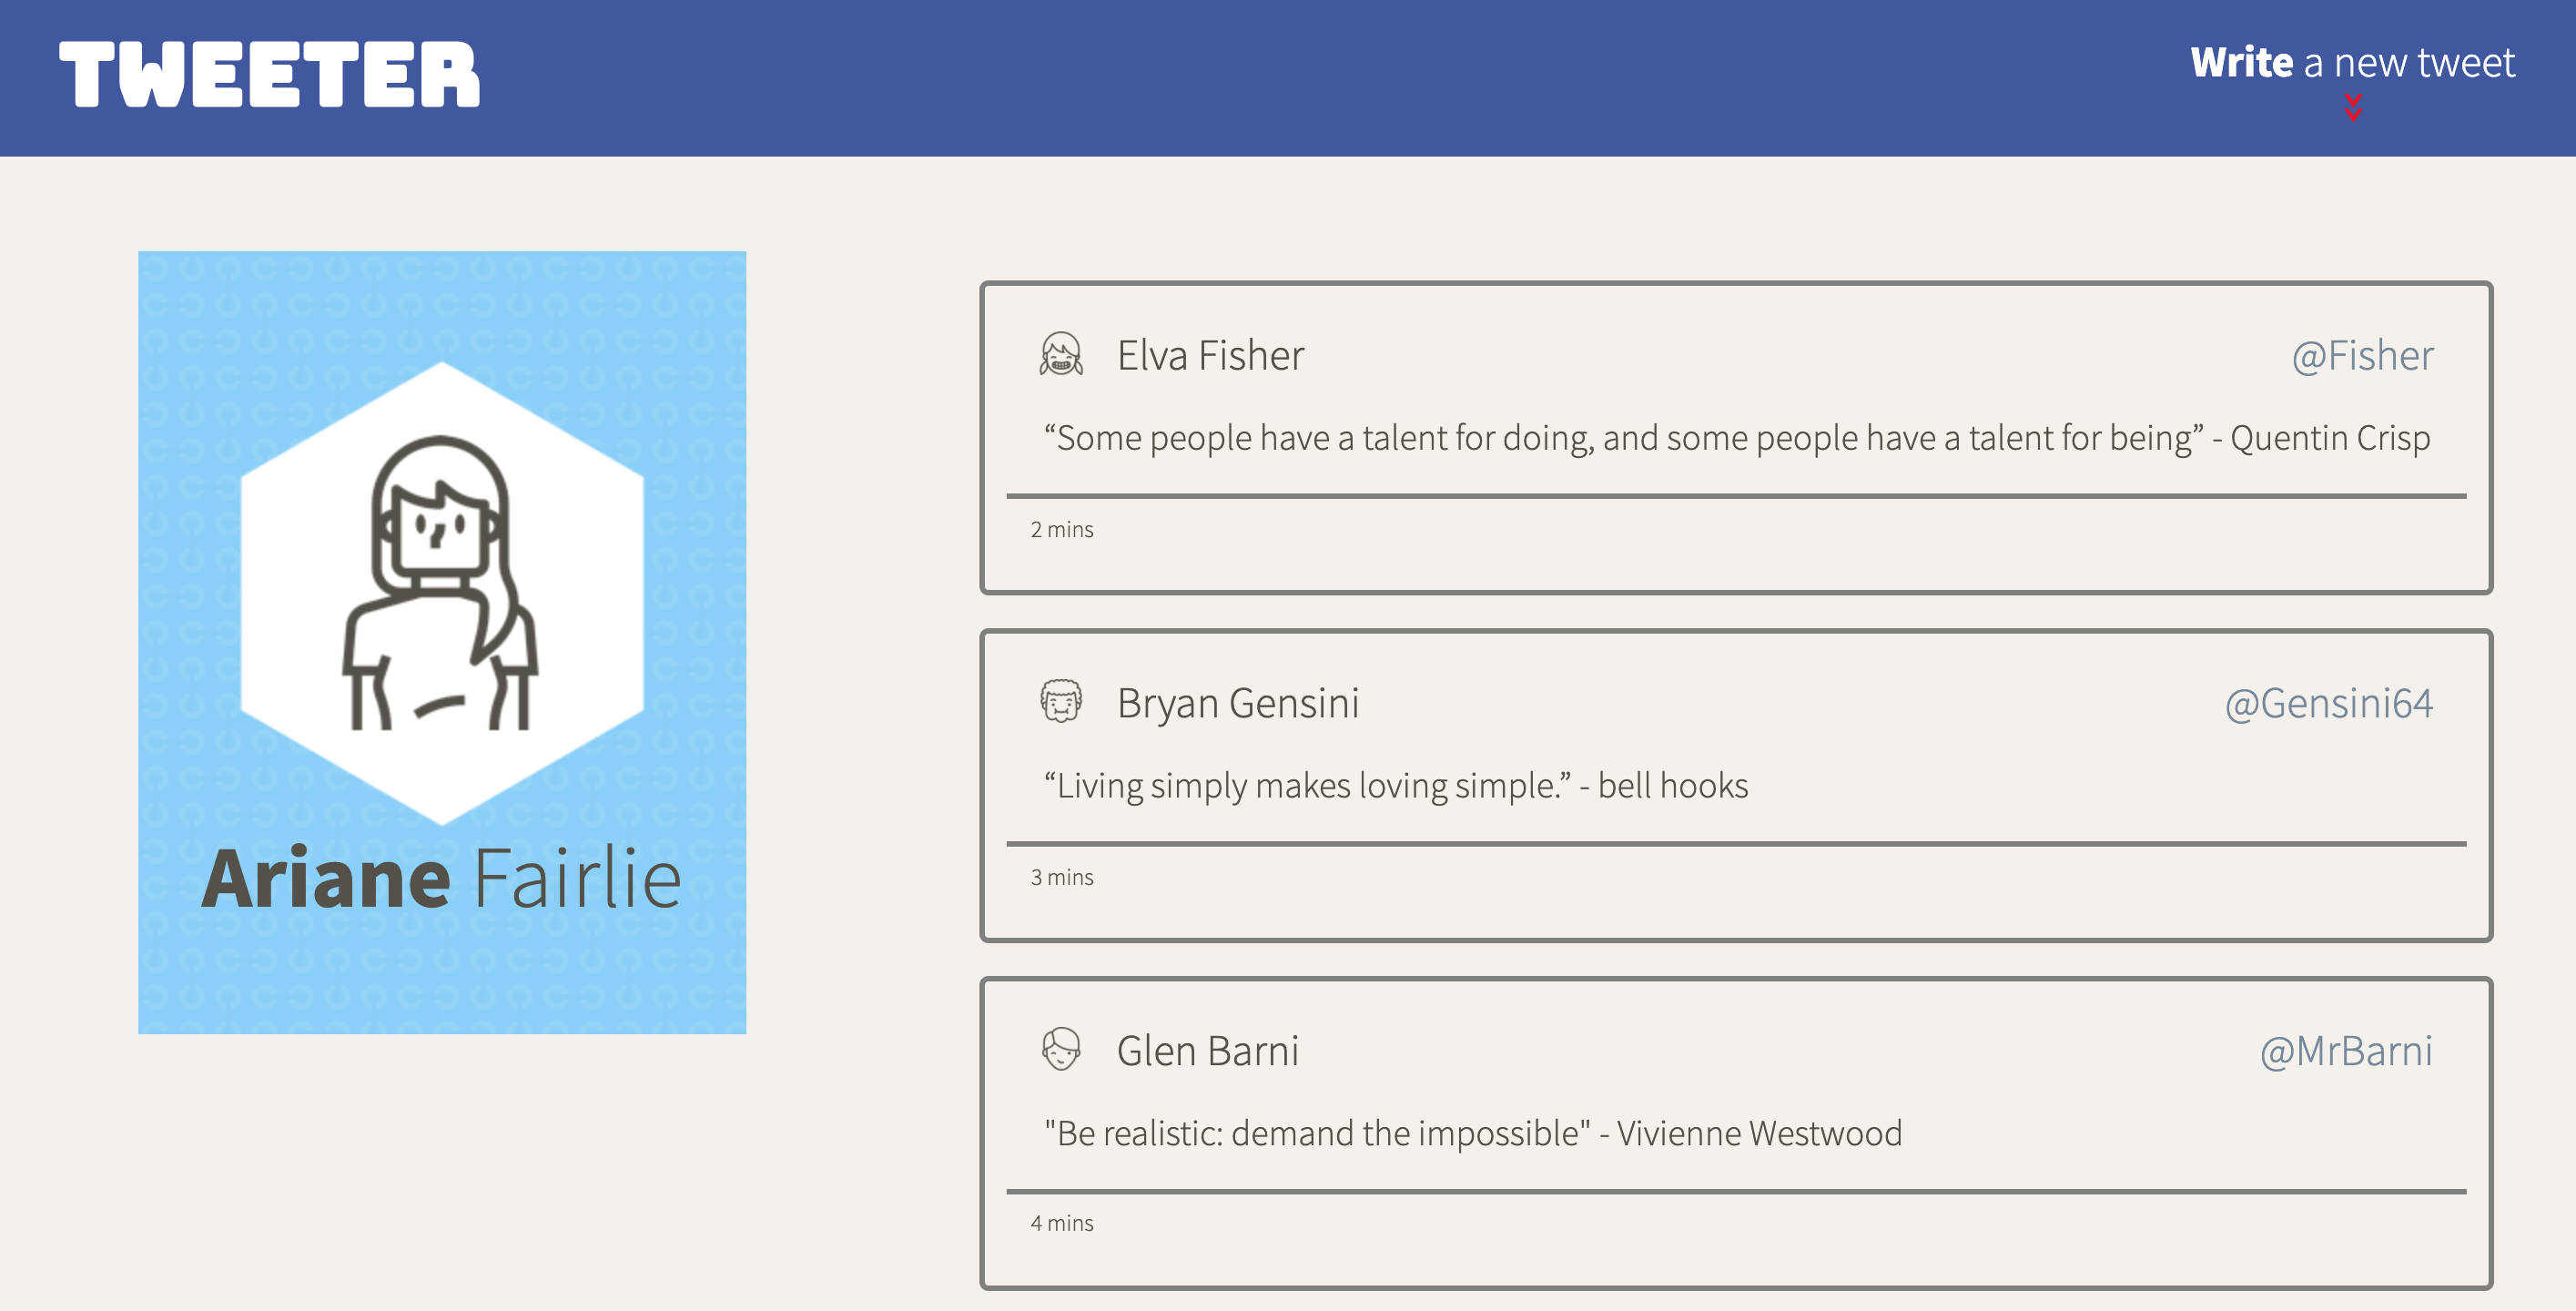 TWEETER
Write a new tweet
Ariane Fairlie
Elva Fisher
@Fisher
“Some people have a talent for doing, and some people have a talent for being” - Quentin Crisp
2 mins
Bryan Gensini
@Gensini64
“Living simply makes loving simple.” - bell hooks
3 mins
Glen Barni
@MrBarni
"Be realistic: demand the impossible" - Vivienne Westwood
4 mins